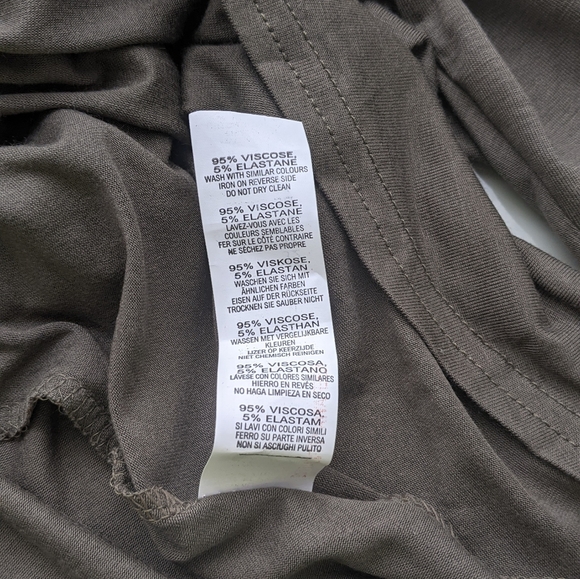 95% VISCOSE,
5% ELASTANE
WASH WITH SIMILAR COLOURS
IRON ON REVERSE SIDE
DO NOT DRY CLEAN
95% VISCOSE,
5% ELASTANE
LAVEZ-VOUS AVEC LES
COULEURS SEMBLABLES
FER SUR LE CÔTÉ CONTRAIRE
NE SÉCHEZ PAS PROPRE
95% VISKOSE,
5% ELASTAN,
WASCHEN SIE SICH MIT
ÄHNLICHEN FARBEN
EISEN AUF DER RÜCKSEITE
TROCKNEN SIE SAUBER NICHT
95% VISCOSE,
5% ELASTHAN
WASSEN MET VERGELIJKBARE
KLEUREN
IJZER OP KEERZIJDE
NIET CHEMISCH REINIGEN
95% VISCOSA,
5% ELASTANO
LÁVESE CON COLORES SIMILARES
HIERRO EN REVÉS
NO HAGA LIMPIEZA EN SECO
95% VISCOSA,
5% ELASTAM
SI LAVI CON COLORI SIMILI
FERRO SU PARTE INVERSA
NON SI ASCIUGHI PULITO